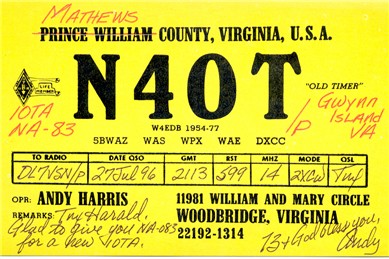 MATHEWS
PRINCE WILLIAM COUNTY, VIRGINIA, U.S.A.
N4OT
"OLD TIMER"
LIFE MEMBER
IOTA
NA-83
/P
Gwynn
Island
VA
W4EDB 1954-77
5BWAZ WAS WPX WAE DXCC
TO RADIO DATE QSO GMT RST MHZ MODE QSL
DL7VSN/p 27 Jul 96 2113 599 14 2XCW Tnx
OPR: ANDY HARRIS
11981 WILLIAM AND MARY CIRCLE
REMARKS: Tnx Harald.
WOODBRIDGE, VIRGINIA
Glad to give you NA-083
22192-1314
for a new IOTA.
73 + God bless you,
Andy